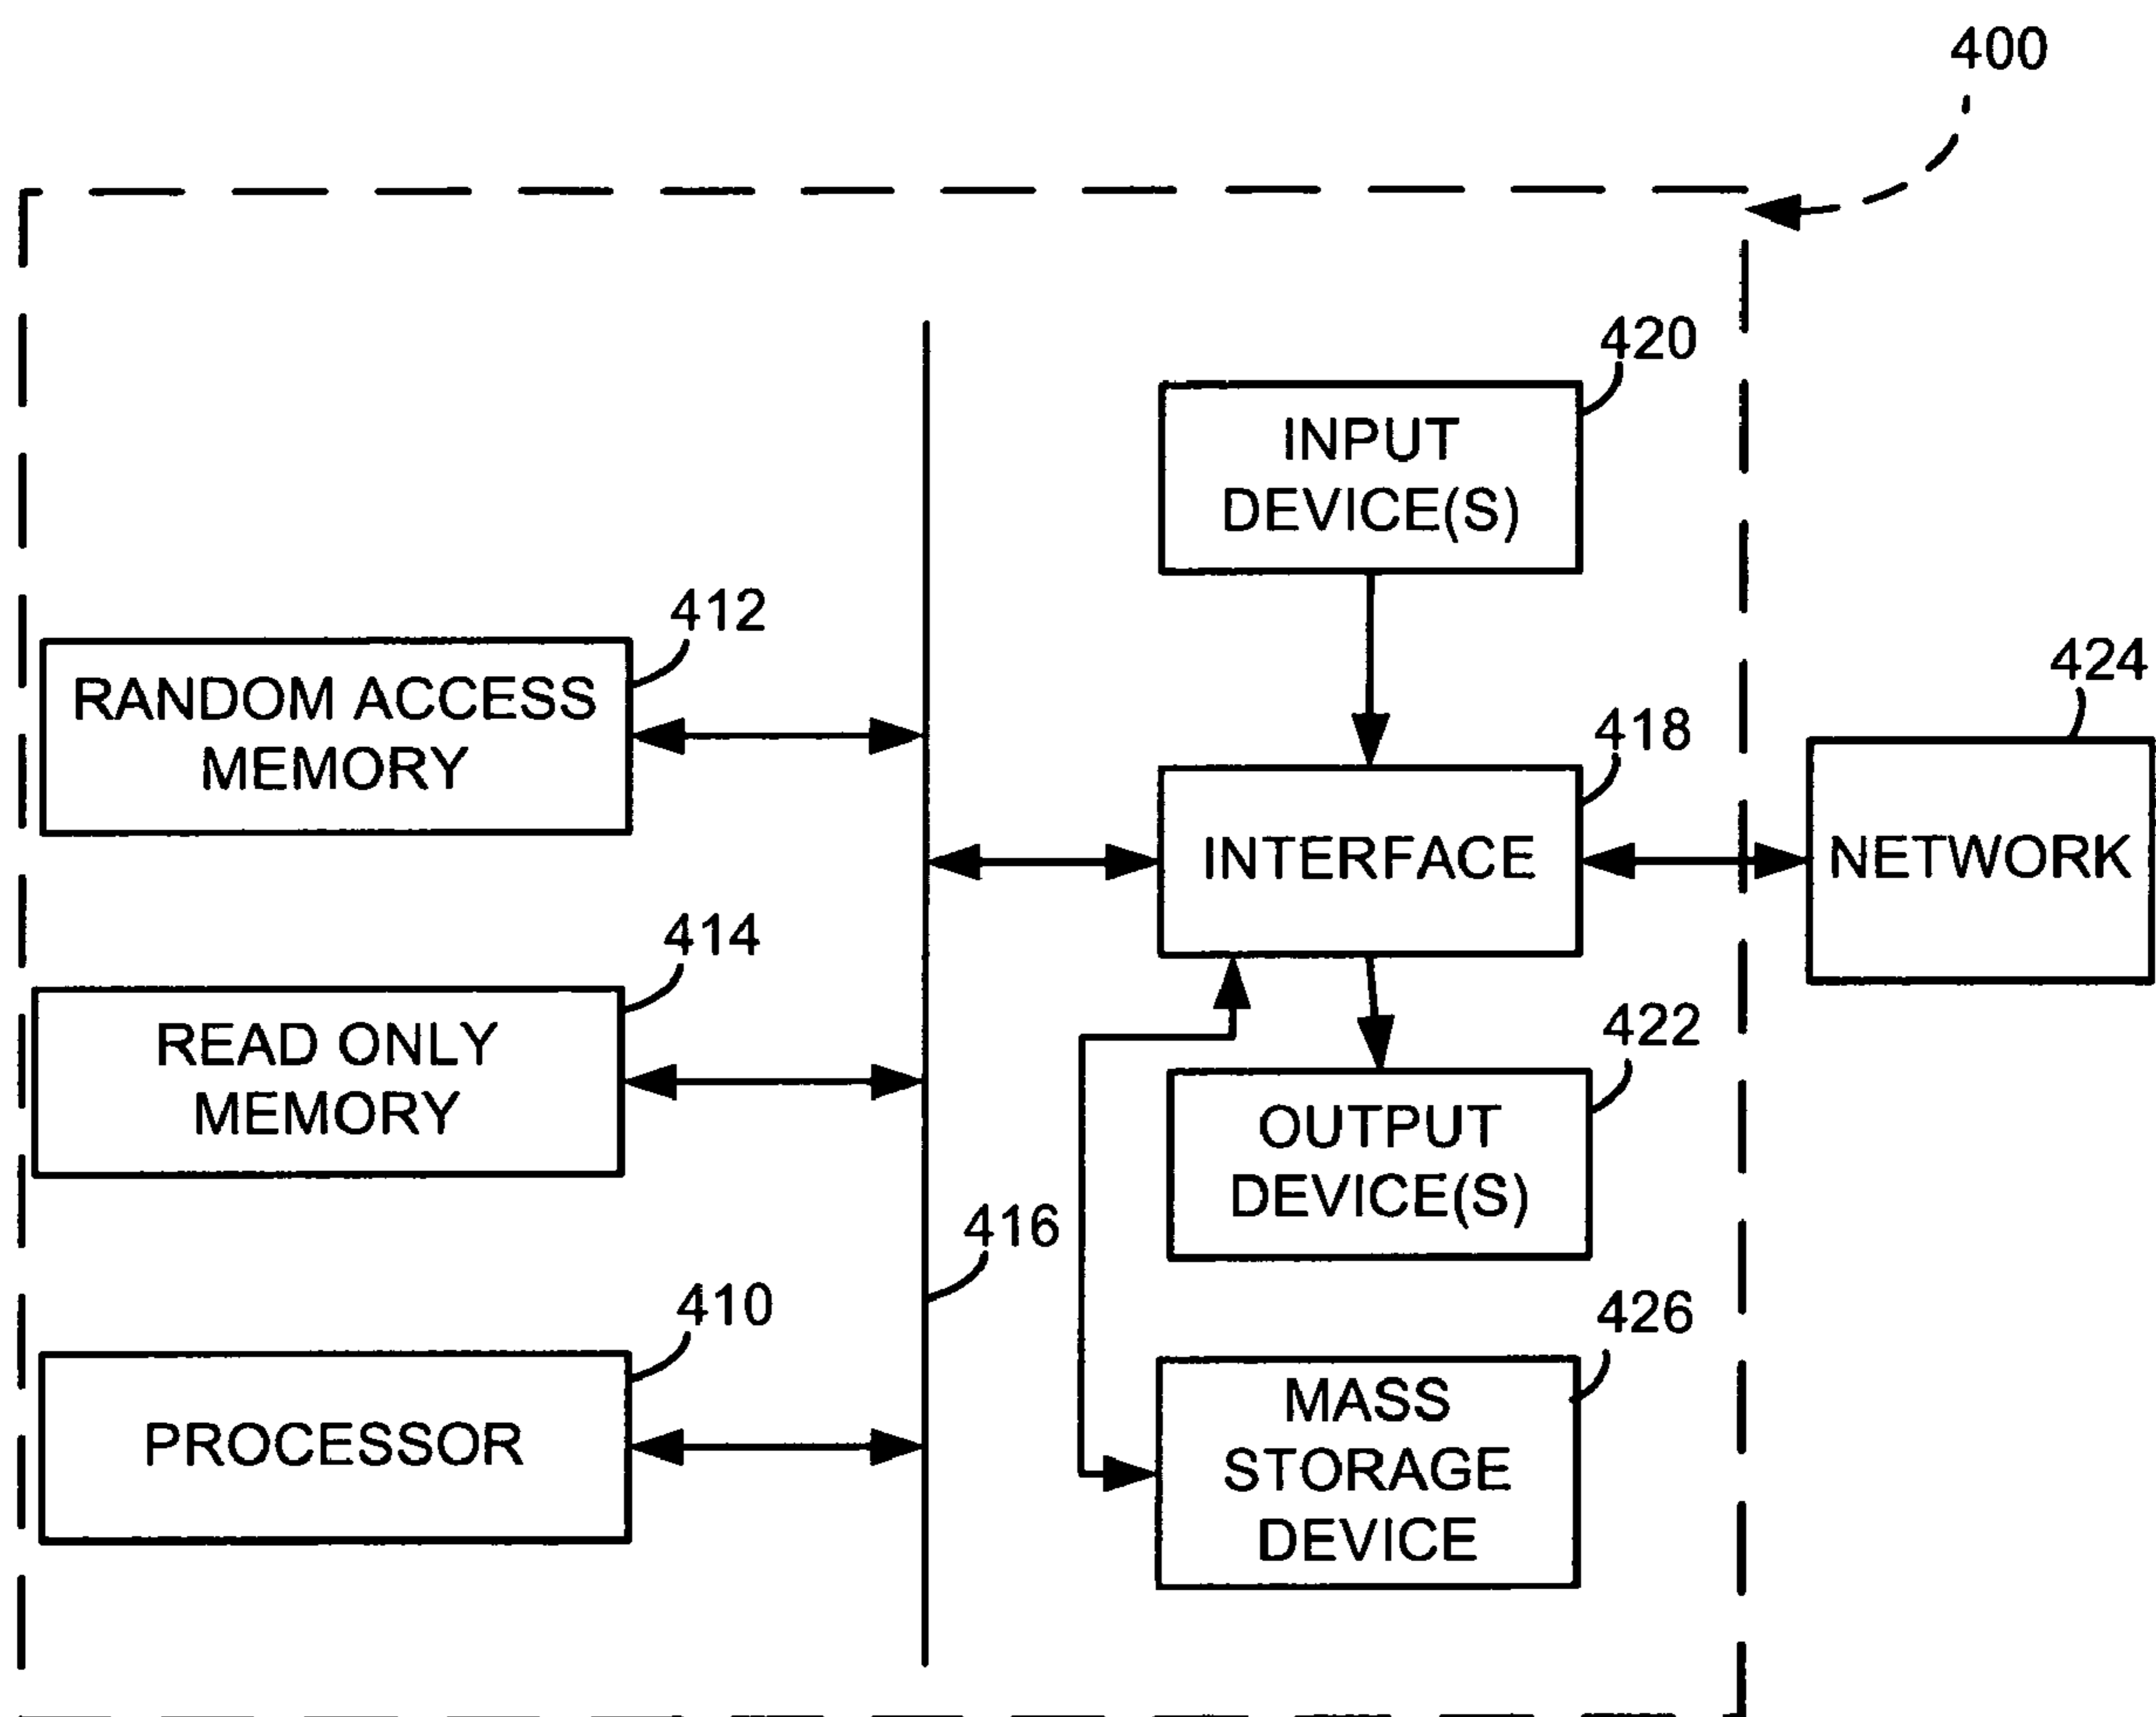 400
420
INPUT
DEVICE(S)
412
RANDOM ACCESS
MEMORY
424
418
INTERFACE
NETWORK
414
READ ONLY
MEMORY
422
OUTPUT
DEVICE(S)
416
410
PROCESSOR
426
MASS
STORAGE
DEVICE